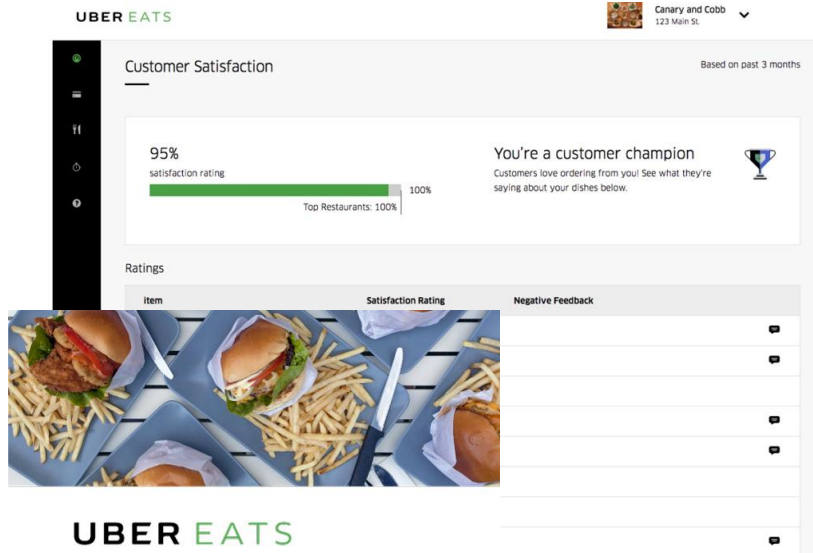 UBER EATS
Canary and Cobb
123 Main St.
Customer Satisfaction
Based on past 3 months
95%
satisfaction rating
100%
Top Restaurants: 100%
You're a customer champion
Customers love ordering from you! See what they're
saying about your dishes below.
Ratings
item Satisfaction Rating Negative Feedback
UBER EATS